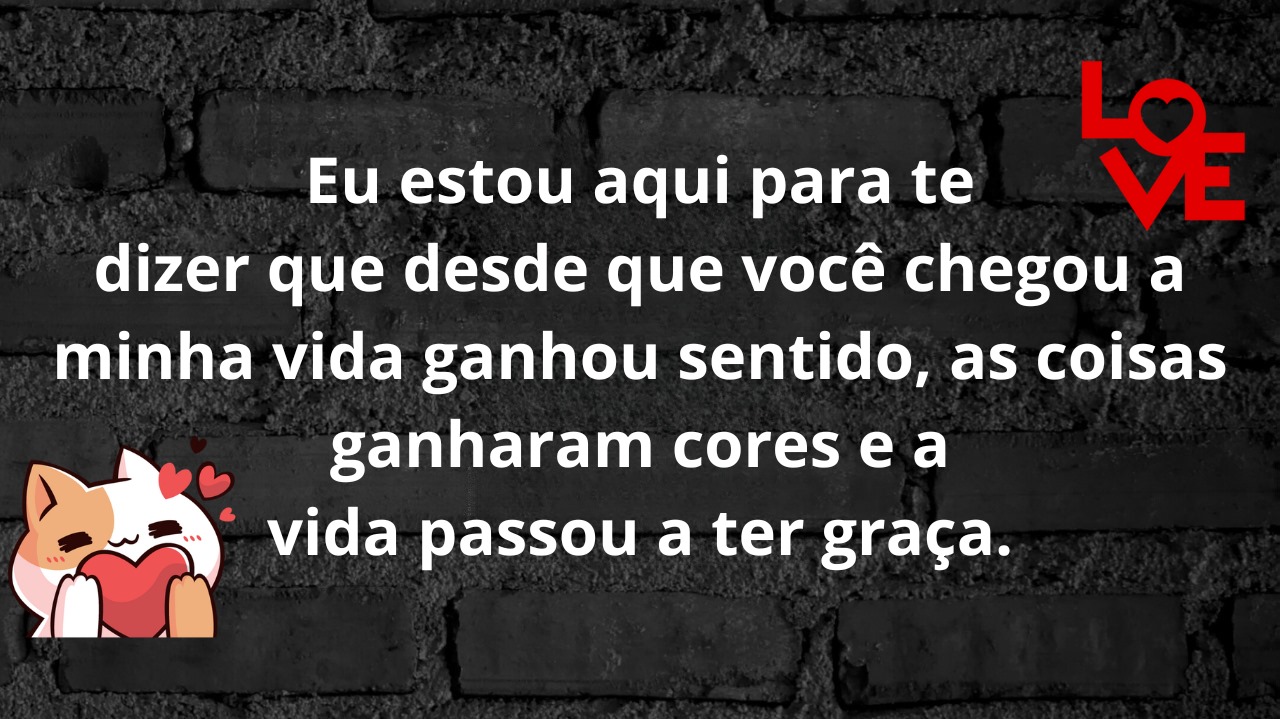 LOVE
Eu estou aqui para te
dizer que desde que você chegou a
minha vida ganhou sentido, as coisas
ganharam cores e a
vida passou a ter graça.